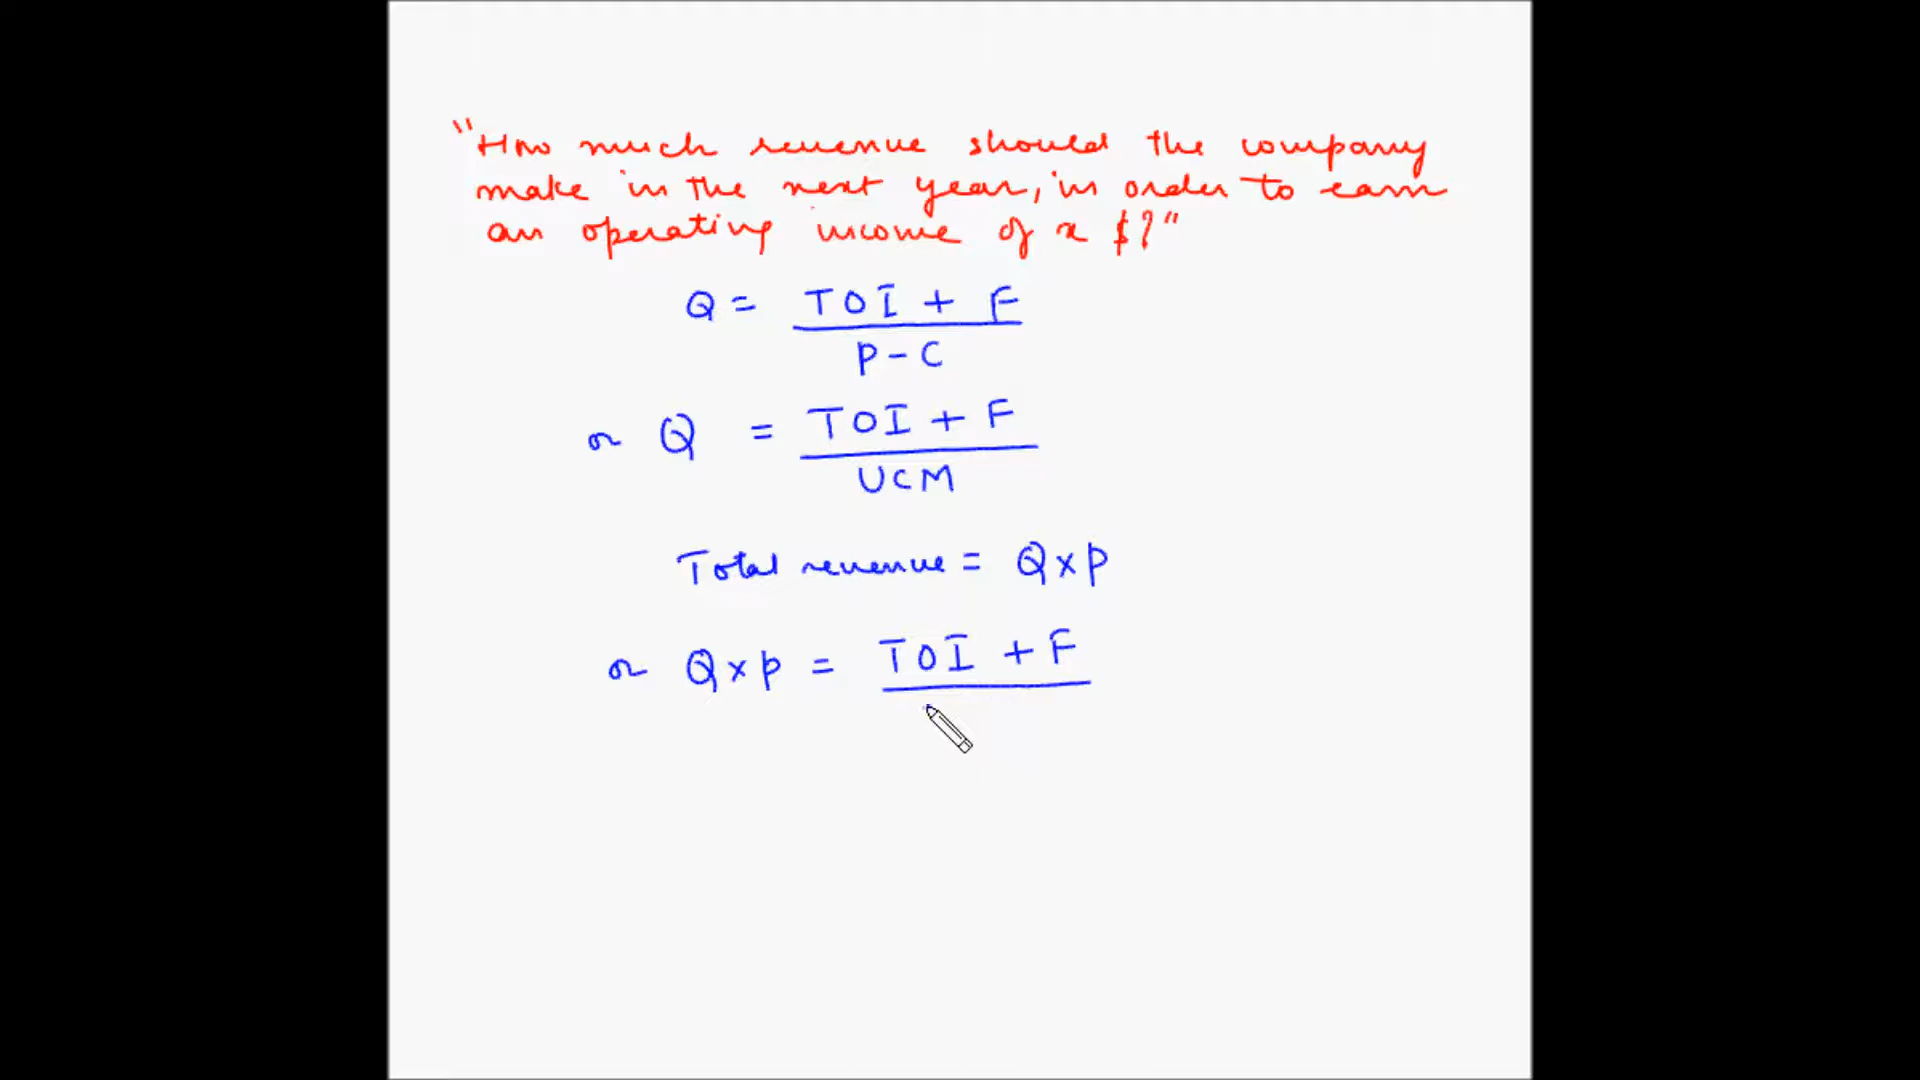 "How much revenue should the company
make in the next year, in order to earn
an operating income of x $?"
Q = TOI + F
P - C
or Q = TOI + F
UCM
Total revenue = Q x P
or Q x P = TOI + F